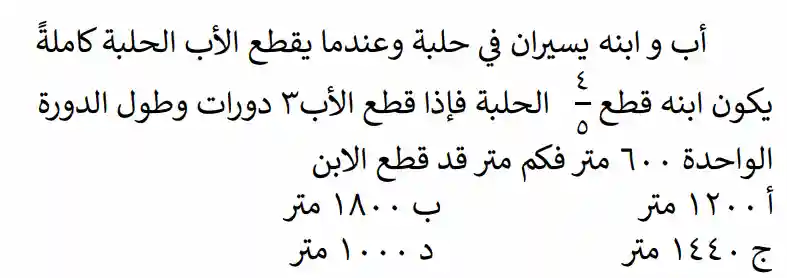 أب و ابنه يسيران في حلبة وعندما يقطع الأب الحلبة كاملةً
يكون ابنه قطع ٤/٥ الحلبة فإذا قطع الأب٣ دورات وطول الدورة
الواحدة ٦٠٠ متر فكم متر قد قطع الابن
أ ١٢٠٠ متر ب ١٨٠٠ متر
ج ١٤٤٠ متر د ١٠٠٠ متر